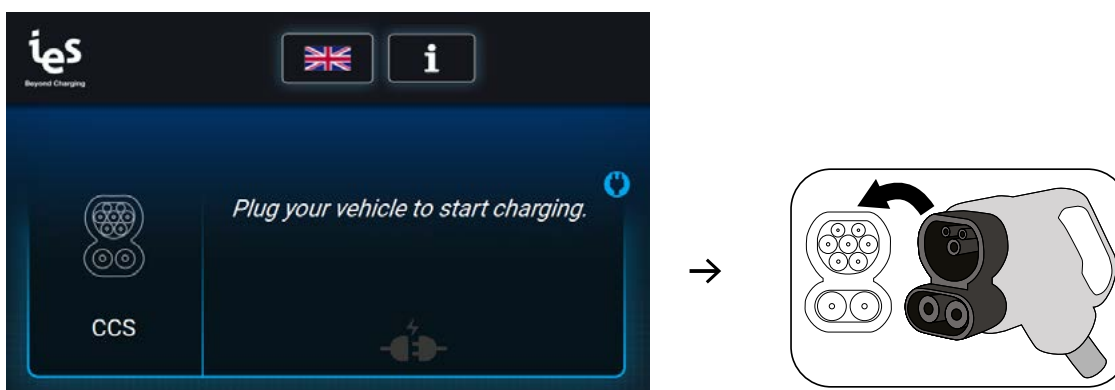 ies
Beyond Charging
i
Plug your vehicle to start charging.
CCS